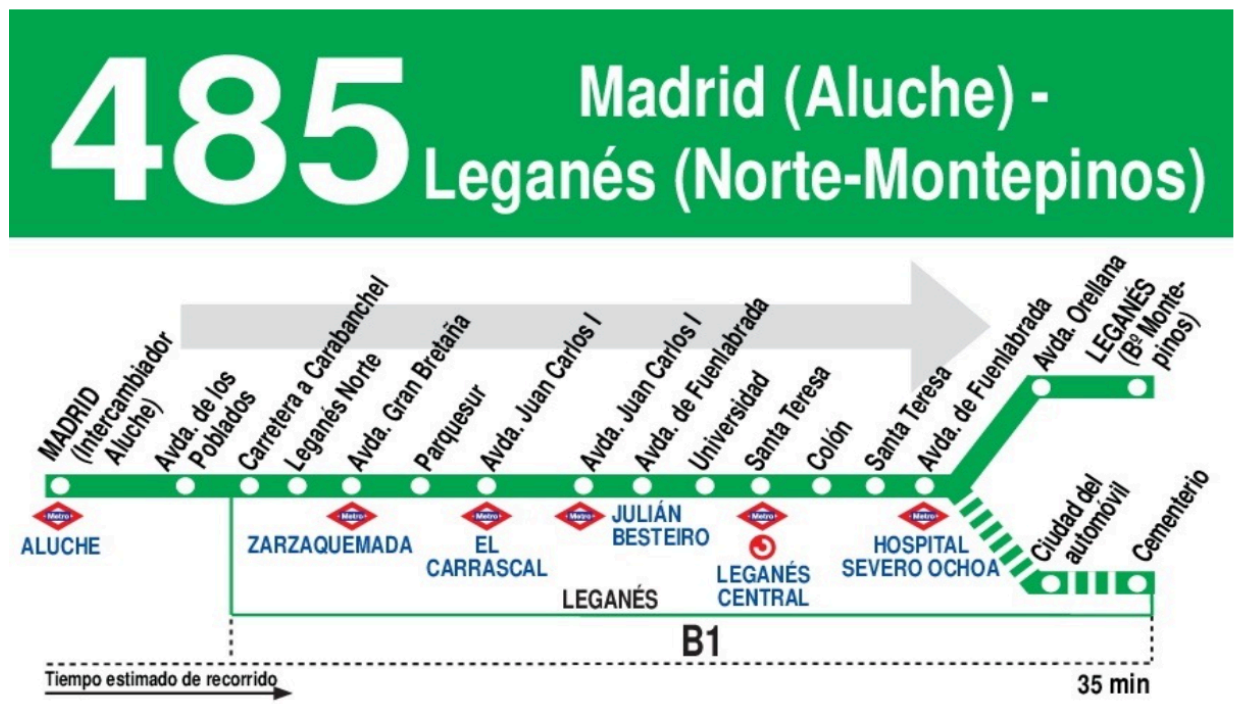 485
Madrid (Aluche) -
Leganés (Norte-Montepinos)
MADRID
(Intercambiador
Aluche)
Avda. de los
Poblados
Carretera a Carabanchel
Leganés Norte
Avda. Gran Bretaña
Parquesur
Avda. Juan Carlos I
Avda. Juan Carlos I
Avda. de Fuenlabrada
Universidad
Santa Teresa
Colón
Santa Teresa
Avda. de Fuenlabrada
Avda. Orellana
LEGANÉS
(Bº Monte-
pinos)
Ciudad del
automóvil
Cementerio
Metro
ALUCHE
Metro
ZARZAQUEMADA
Metro
EL
CARRASCAL
Metro
JULIÁN
BESTEIRO
Metro
LEGANÉS
CENTRAL
Metro
HOSPITAL
SEVERO OCHOA
LEGANÉS
B1
Tiempo estimado de recorrido
35 min